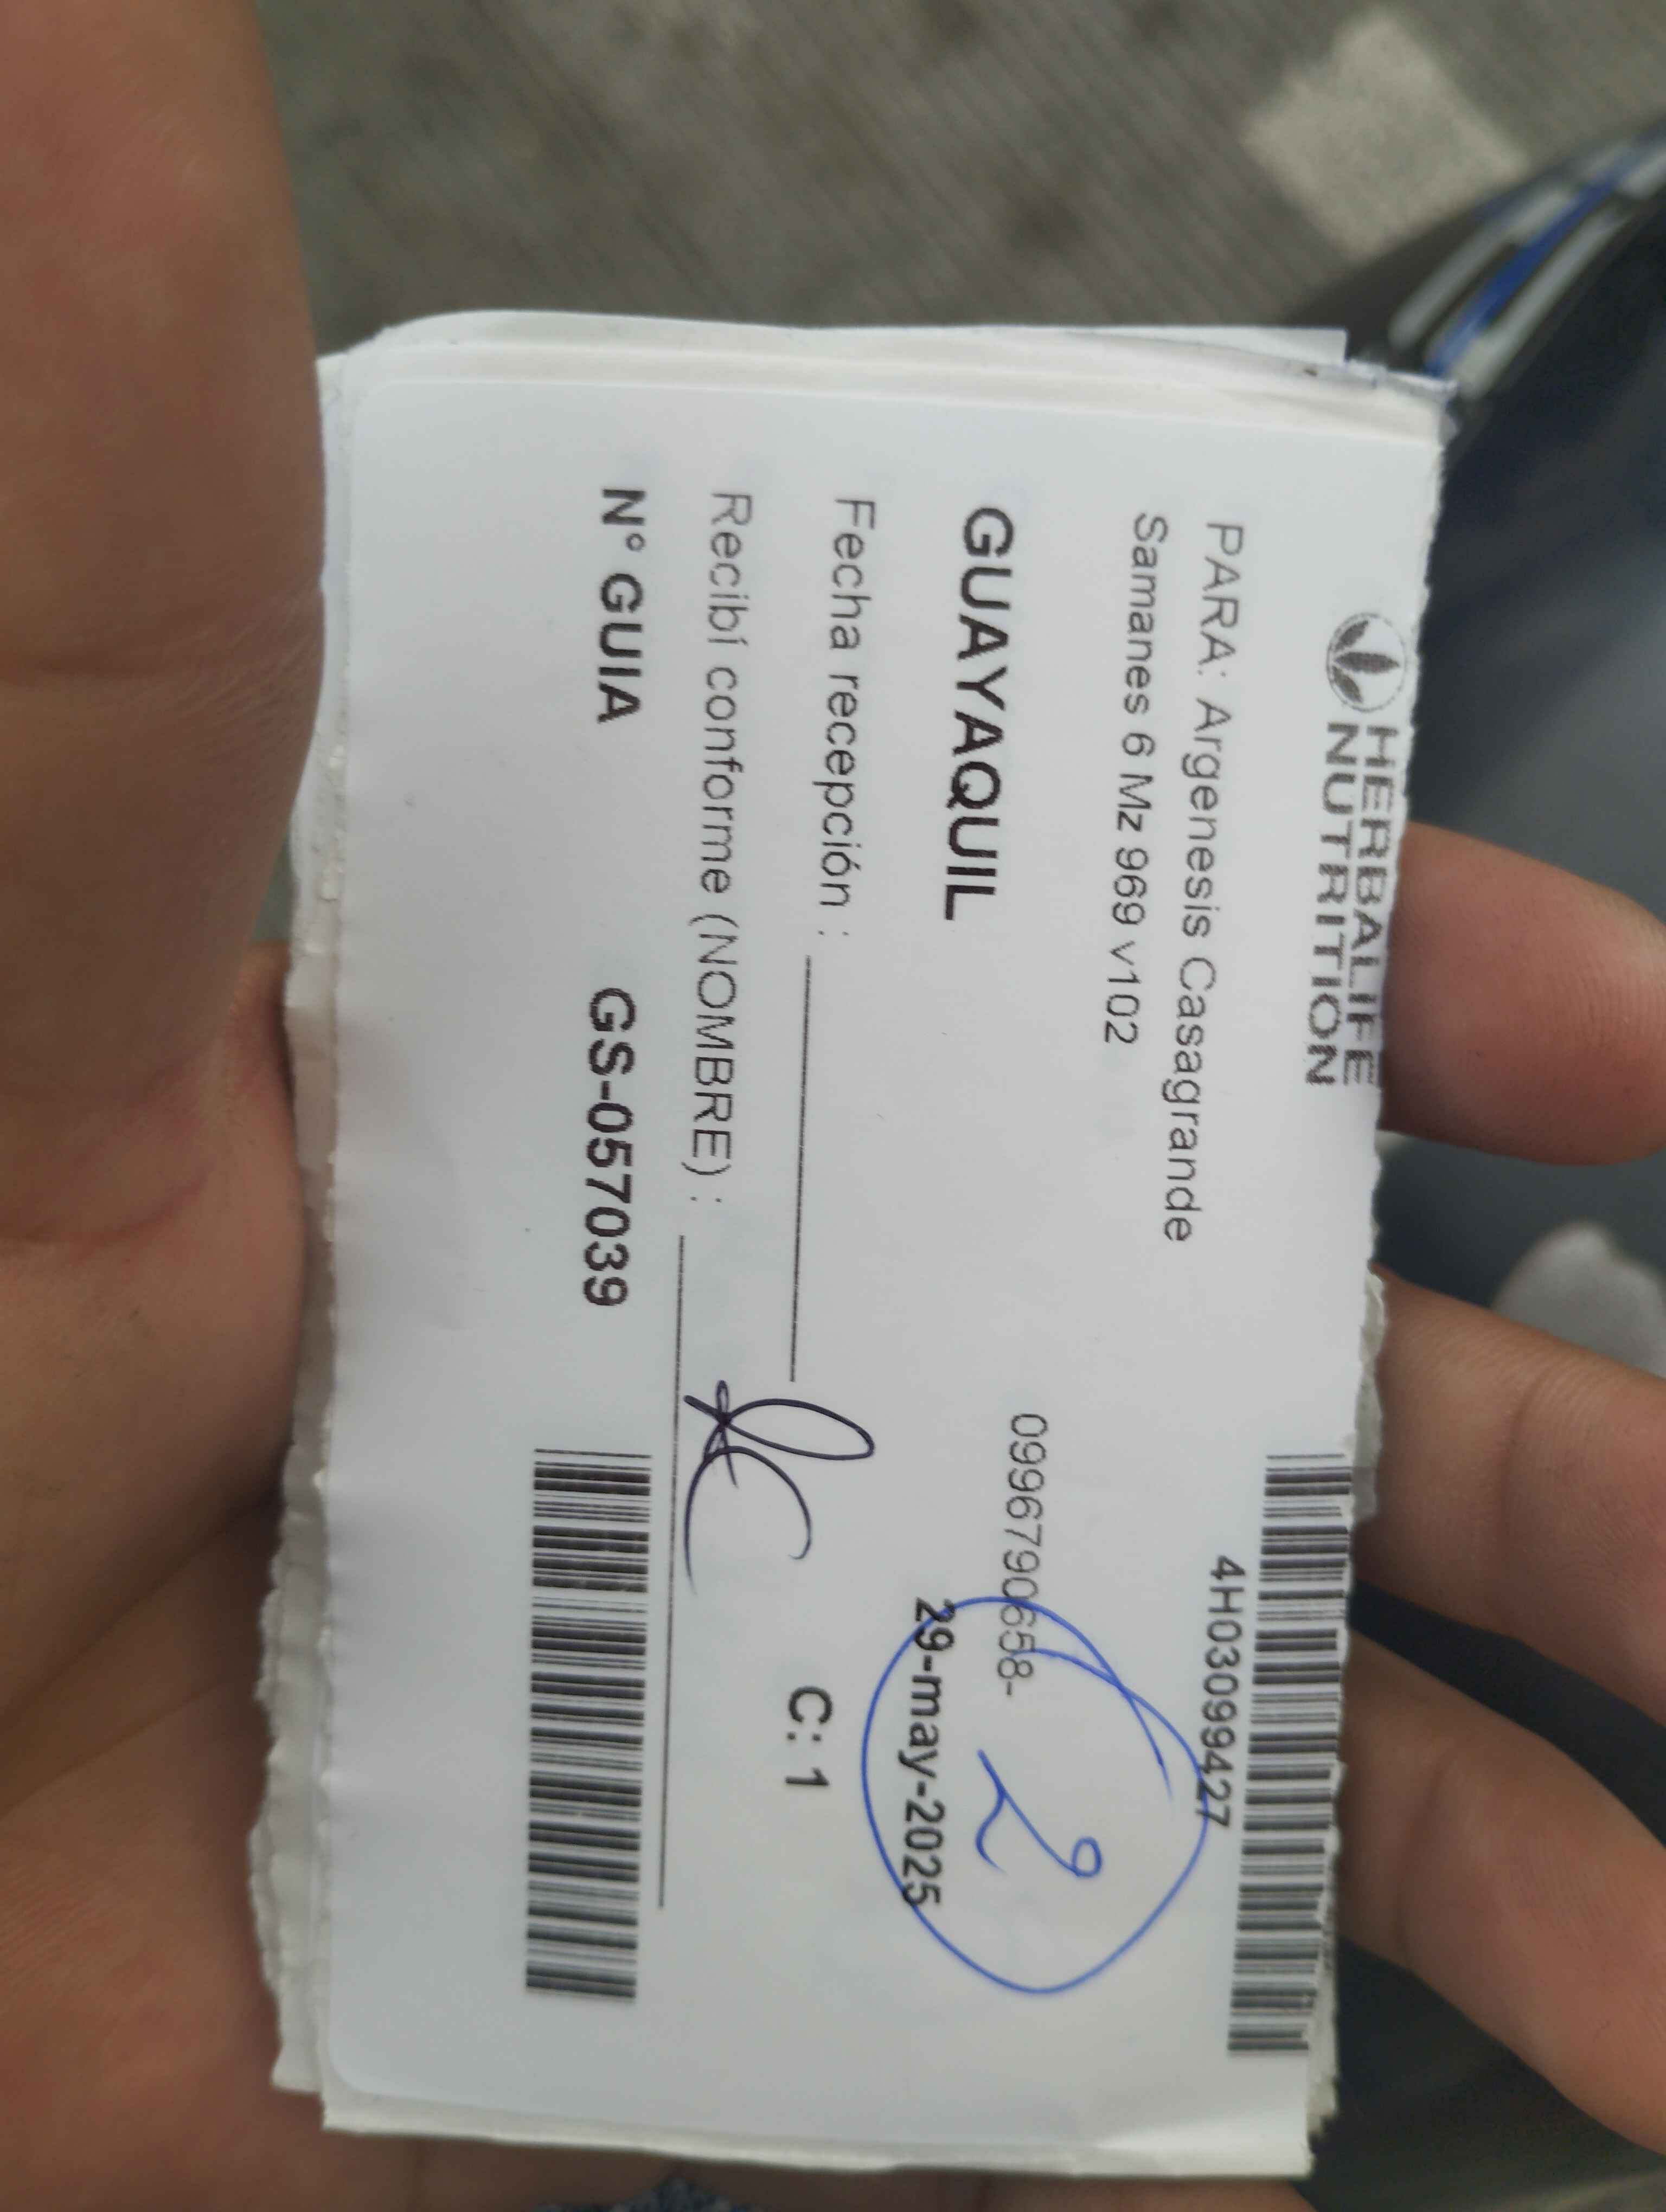 HERBALIFE
NUTRITION
4H03099427
PARA: Argenesis Casagrande
Samanes 6 Mz 969 v102
0996790658-
2
GUAYAQUIL
29-may-2025
Fecha recepción :
C: 1
Recibí conforme (NOMBRE) :
N° GUIA GS-057039